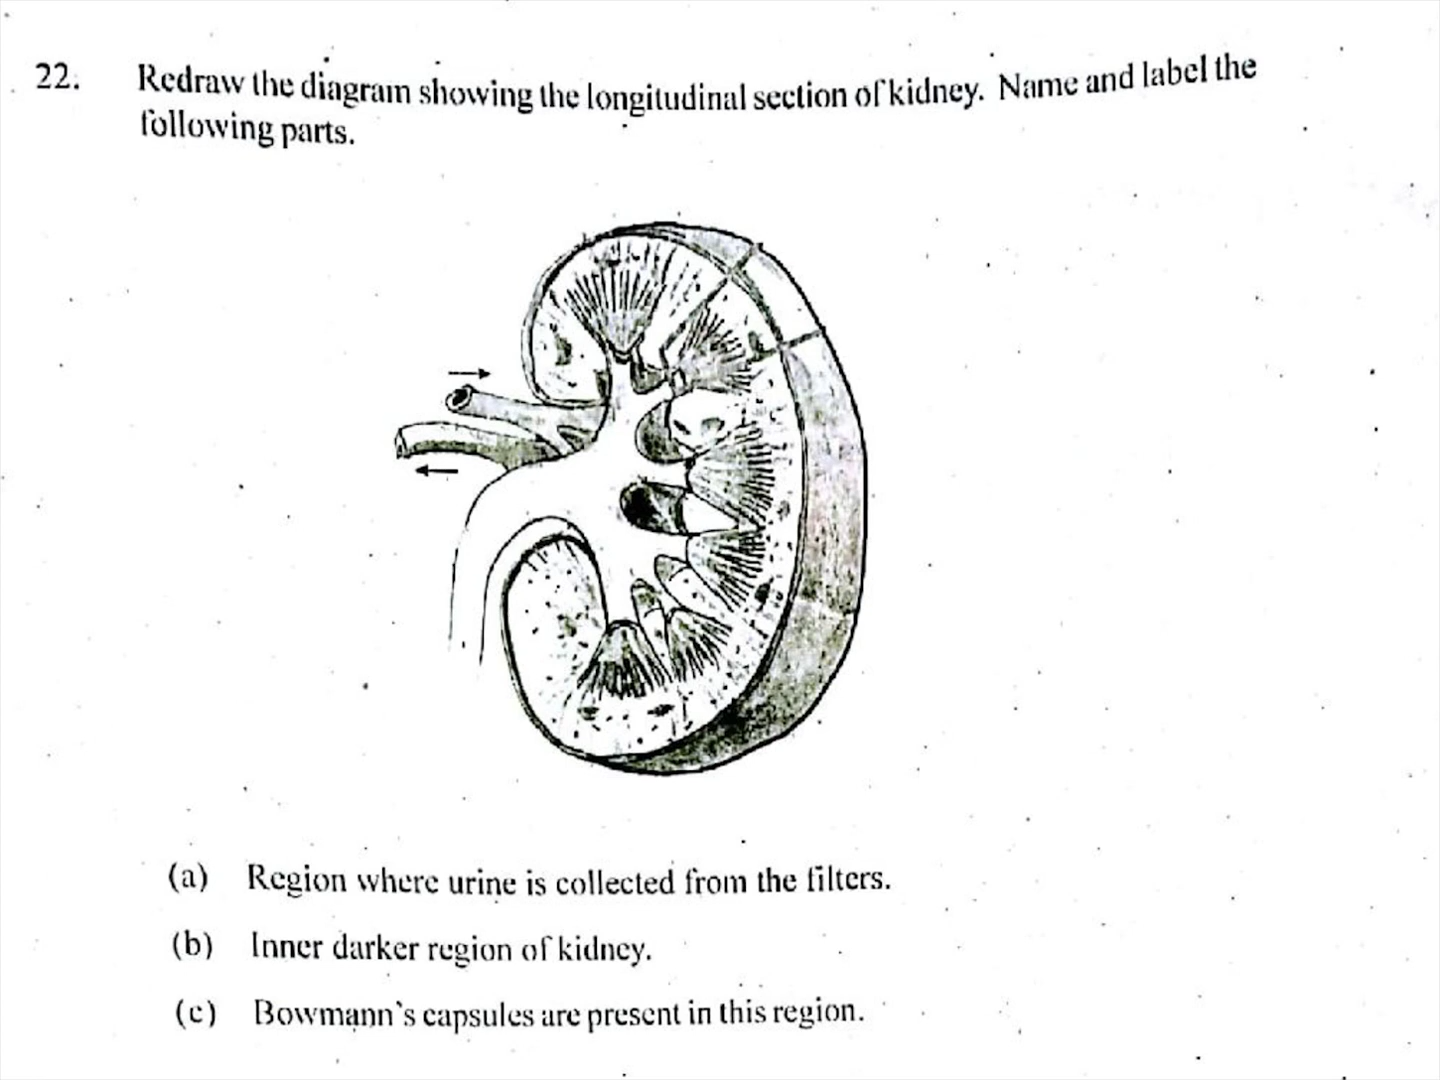 22. Redraw the diagram showing the longitudinal section of kidney. Name and label the
following parts.
(a) Region where urine is collected from the filters.
(b) Inner darker region of kidney.
(c) Bowmann's capsules are present in this region.